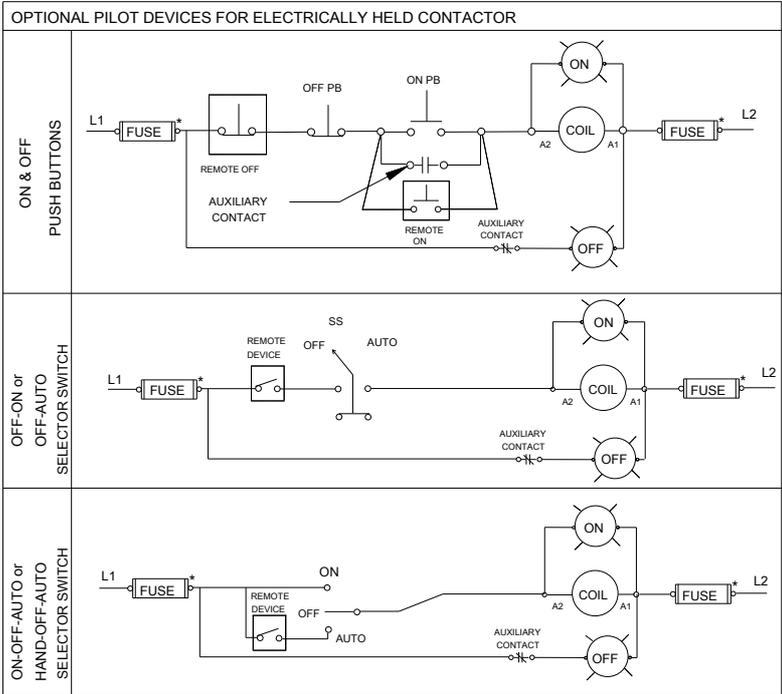 OPTIONAL PILOT DEVICES FOR ELECTRICALLY HELD CONTACTOR
ON & OFF
PUSH BUTTONS
L1
FUSE
*
REMOTE OFF
OFF PB
ON PB
AUXILIARY
CONTACT
REMOTE
ON
AUXILIARY
CONTACT
ON
A2
COIL
A1
OFF
FUSE
*
L2
OFF-ON or
OFF-AUTO
SELECTOR SWITCH
L1
FUSE
*
REMOTE
DEVICE
SS
OFF
AUTO
AUXILIARY
CONTACT
ON
A2
COIL
A1
OFF
FUSE
*
L2
ON-OFF-AUTO or
HAND-OFF-AUTO
SELECTOR SWITCH
L1
FUSE
*
REMOTE
DEVICE
ON
OFF
AUTO
AUXILIARY
CONTACT
ON
A2
COIL
A1
OFF
FUSE
*
L2